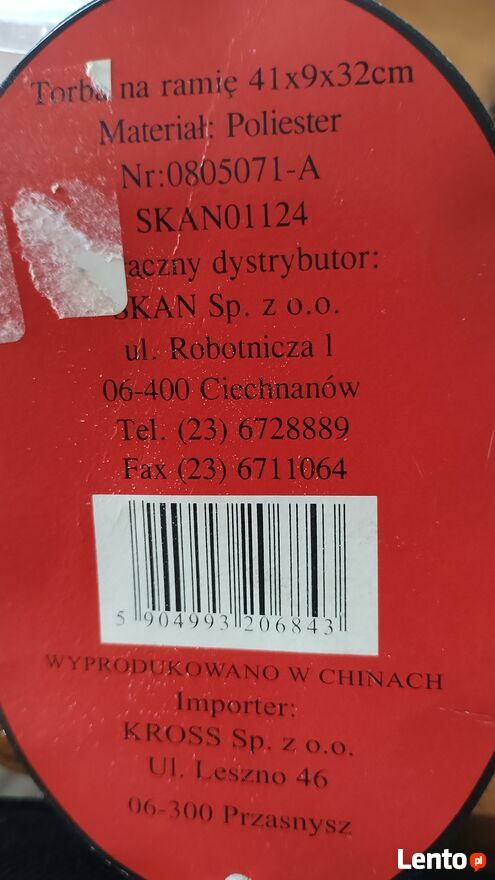 Torba na ramię 41x9x32cm
Materiał: Poliester
Nr:0805071-A
SKAN01124
dystrybutor:
SKAN Sp. z o.o.
ul. Robotnicza 1
06-400 Ciechnanów
Tel. (23) 6728889
Fax (23) 6711064
5 904993 206843
WYPRODUKOWANO W CHINACH
Importer:
KROSS Sp. z o.o.
Ul. Leszno 46
06-300 Przasnysz
Lento.pl